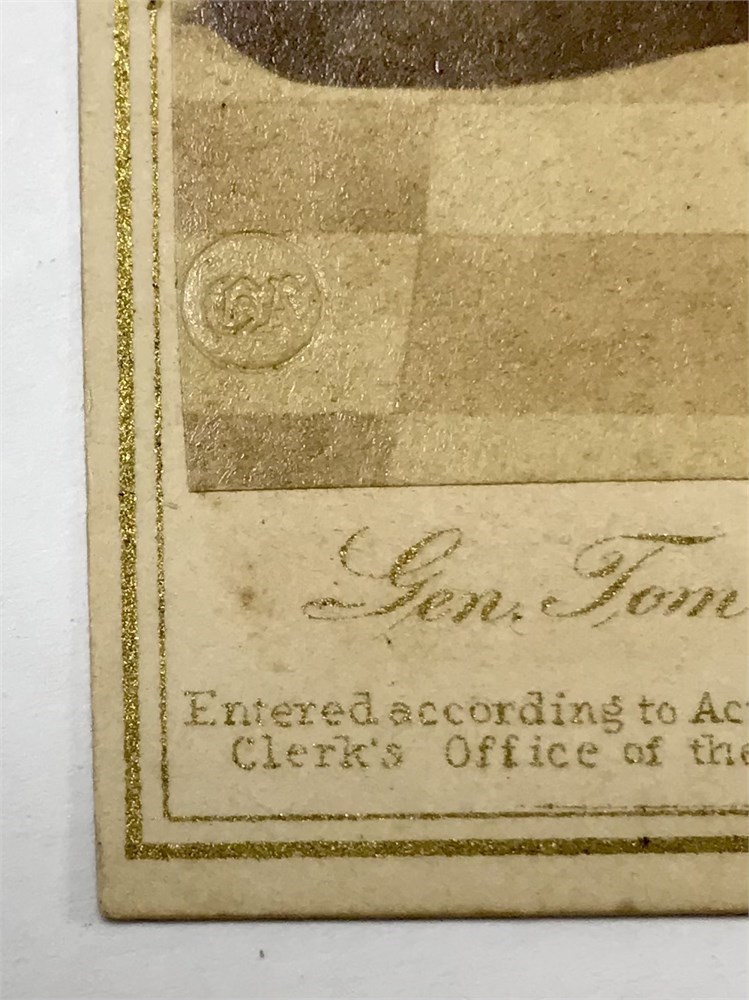 Gen. Tom
Entered according to Act
Clerk's Office of the